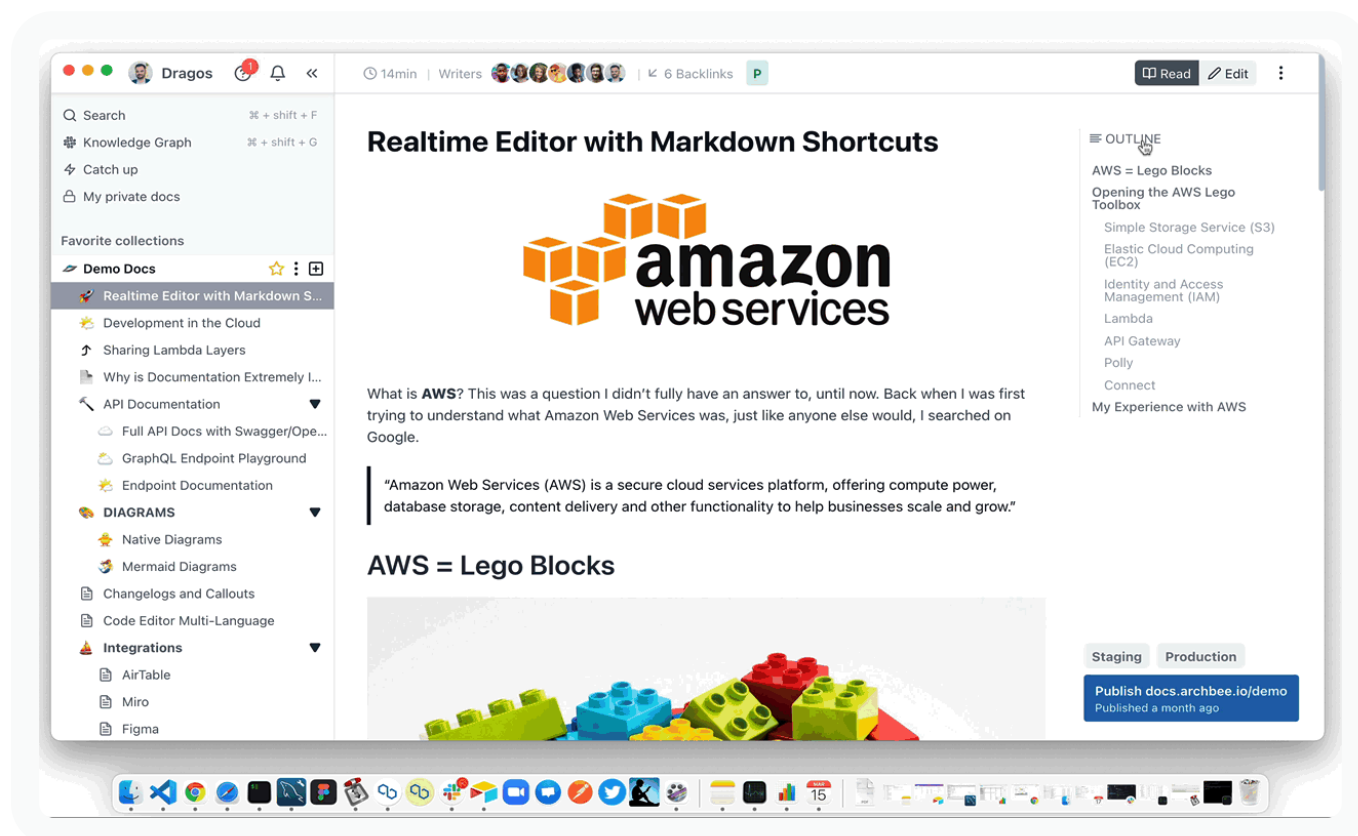 Dragos
1
14min | Writers
6 Backlinks
P
Read
Edit
Search ⌘ + shift + F
Knowledge Graph ⌘ + shift + G
Catch up
My private docs
Favorite collections
Demo Docs
Realtime Editor with Markdown S...
Development in the Cloud
Sharing Lambda Layers
Why is Documentation Extremely I...
API Documentation
Full API Docs with Swagger/Ope...
GraphQL Endpoint Playground
Endpoint Documentation
DIAGRAMS
Native Diagrams
Mermaid Diagrams
Changelogs and Callouts
Code Editor Multi-Language
Integrations
AirTable
Miro
Figma
Realtime Editor with Markdown Shortcuts
amazon
web services
What is AWS? This was a question I didn’t fully have an answer to, until now. Back when I was first
trying to understand what Amazon Web Services was, just like anyone else would, I searched on
Google.
“Amazon Web Services (AWS) is a secure cloud services platform, offering compute power,
database storage, content delivery and other functionality to help businesses scale and grow.”
AWS = Lego Blocks
OUTLINE
AWS = Lego Blocks
Opening the AWS Lego
Toolbox
Simple Storage Service (S3)
Elastic Cloud Computing
(EC2)
Identity and Access
Management (IAM)
Lambda
API Gateway
Polly
Connect
My Experience with AWS
Staging
Production
Publish docs.archbee.io/demo
Published a month ago
15